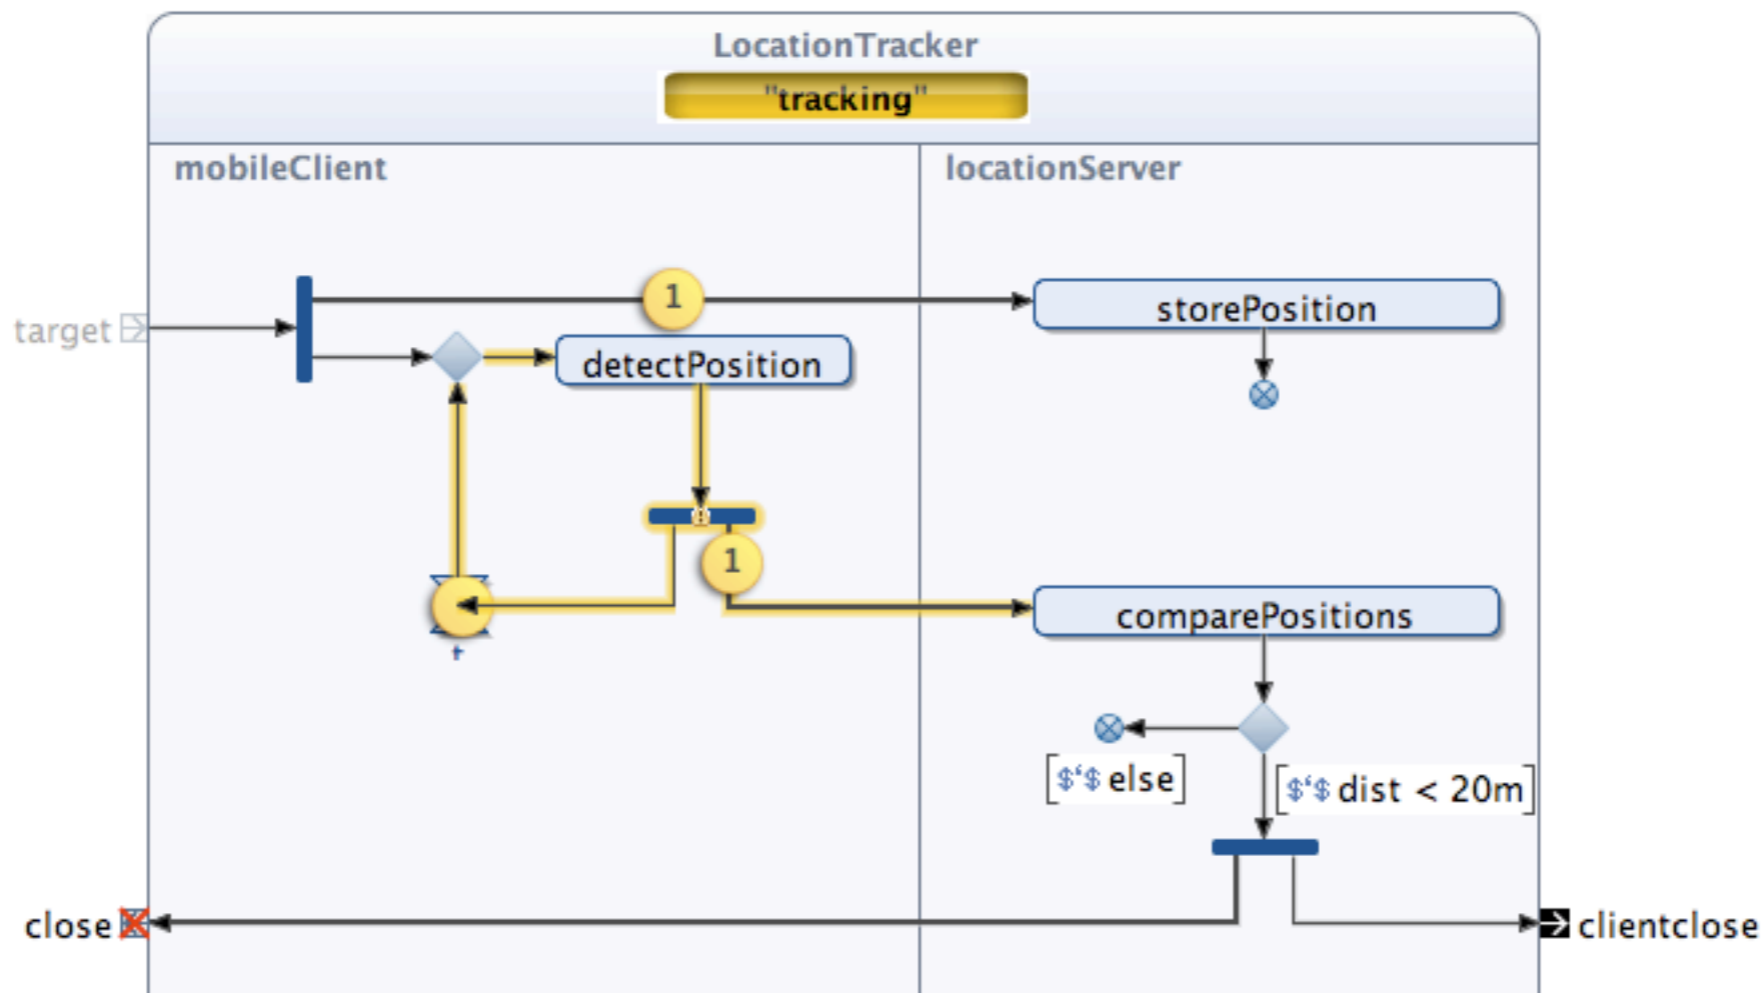 LocationTracker
"tracking"
mobileClient
locationServer
1
storePosition
target
detectPosition
1
comparePositions
[$‘$ else]
[$‘$ dist < 20m]
close
clientclose